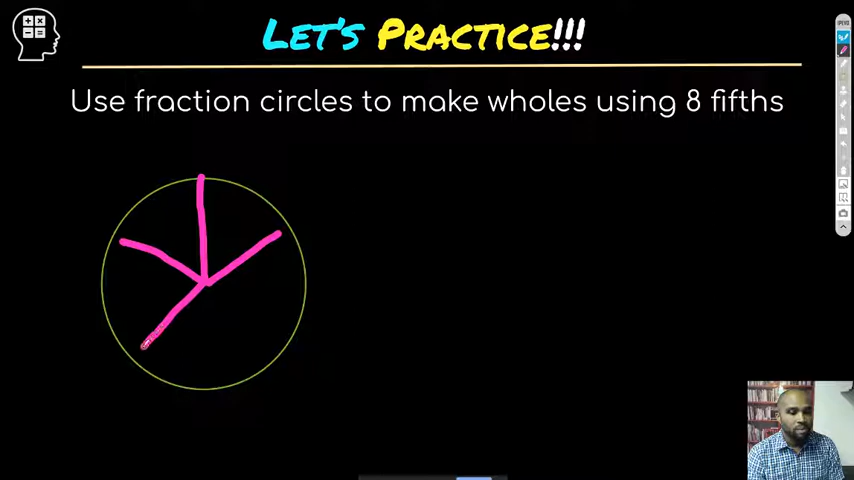 Let's Practice!!!
Use fraction circles to make wholes using 8 fifths